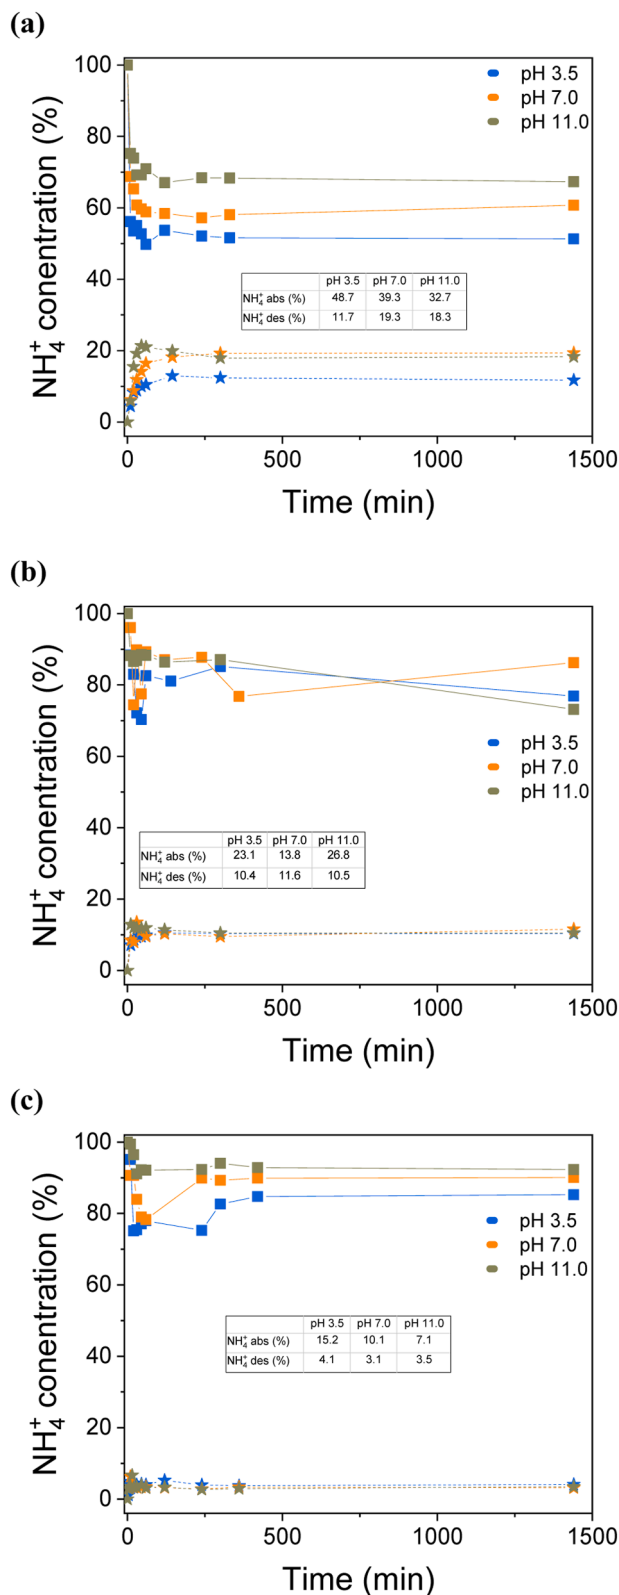 (a)
100
80
60
40
20
0
NH₄⁺ conentration (%)
pH 3.5
pH 7.0
pH 11.0
pH 3.5 pH 7.0 pH 11.0
NH₄⁺ abs (%) 48.7 39.3 32.7
NH₄⁺ des (%) 11.7 19.3 18.3
0 500 1000 1500
Time (min)
(b)
100
80
60
40
20
0
NH₄⁺ conentration (%)
pH 3.5
pH 7.0
pH 11.0
pH 3.5 pH 7.0 pH 11.0
NH₄⁺ abs (%) 23.1 13.8 26.8
NH₄⁺ des (%) 10.4 11.6 10.5
0 500 1000 1500
Time (min)
(c)
100
80
60
40
20
0
NH₄⁺ conentration (%)
pH 3.5
pH 7.0
pH 11.0
pH 3.5 pH 7.0 pH 11.0
NH₄⁺ abs (%) 15.2 10.1 7.1
NH₄⁺ des (%) 4.1 3.1 3.5
0 500 1000 1500
Time (min)